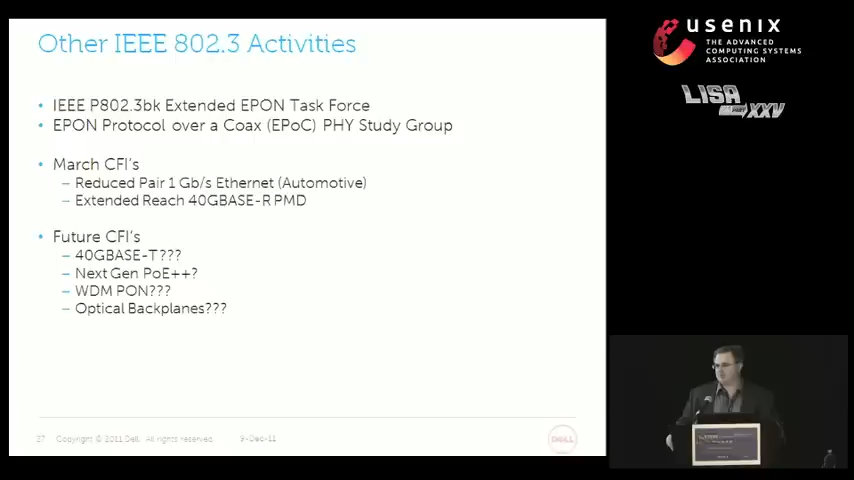 Other IEEE 802.3 Activities
• IEEE P802.3bk Extended EPON Task Force
• EPON Protocol over a Coax (EPoC) PHY Study Group
• March CFI's
– Reduced Pair 1 Gb/s Ethernet (Automotive)
– Extended Reach 40GBASE-R PMD
• Future CFI's
– 40GBASE-T???
– Next Gen PoE++?
– WDM PON???
– Optical Backplanes???
37 Copyright © 2011 Dell. All rights reserved. 9-Dec-11
DELL
usenix
THE ADVANCED
COMPUTING SYSTEMS
ASSOCIATION
LISA
XXV